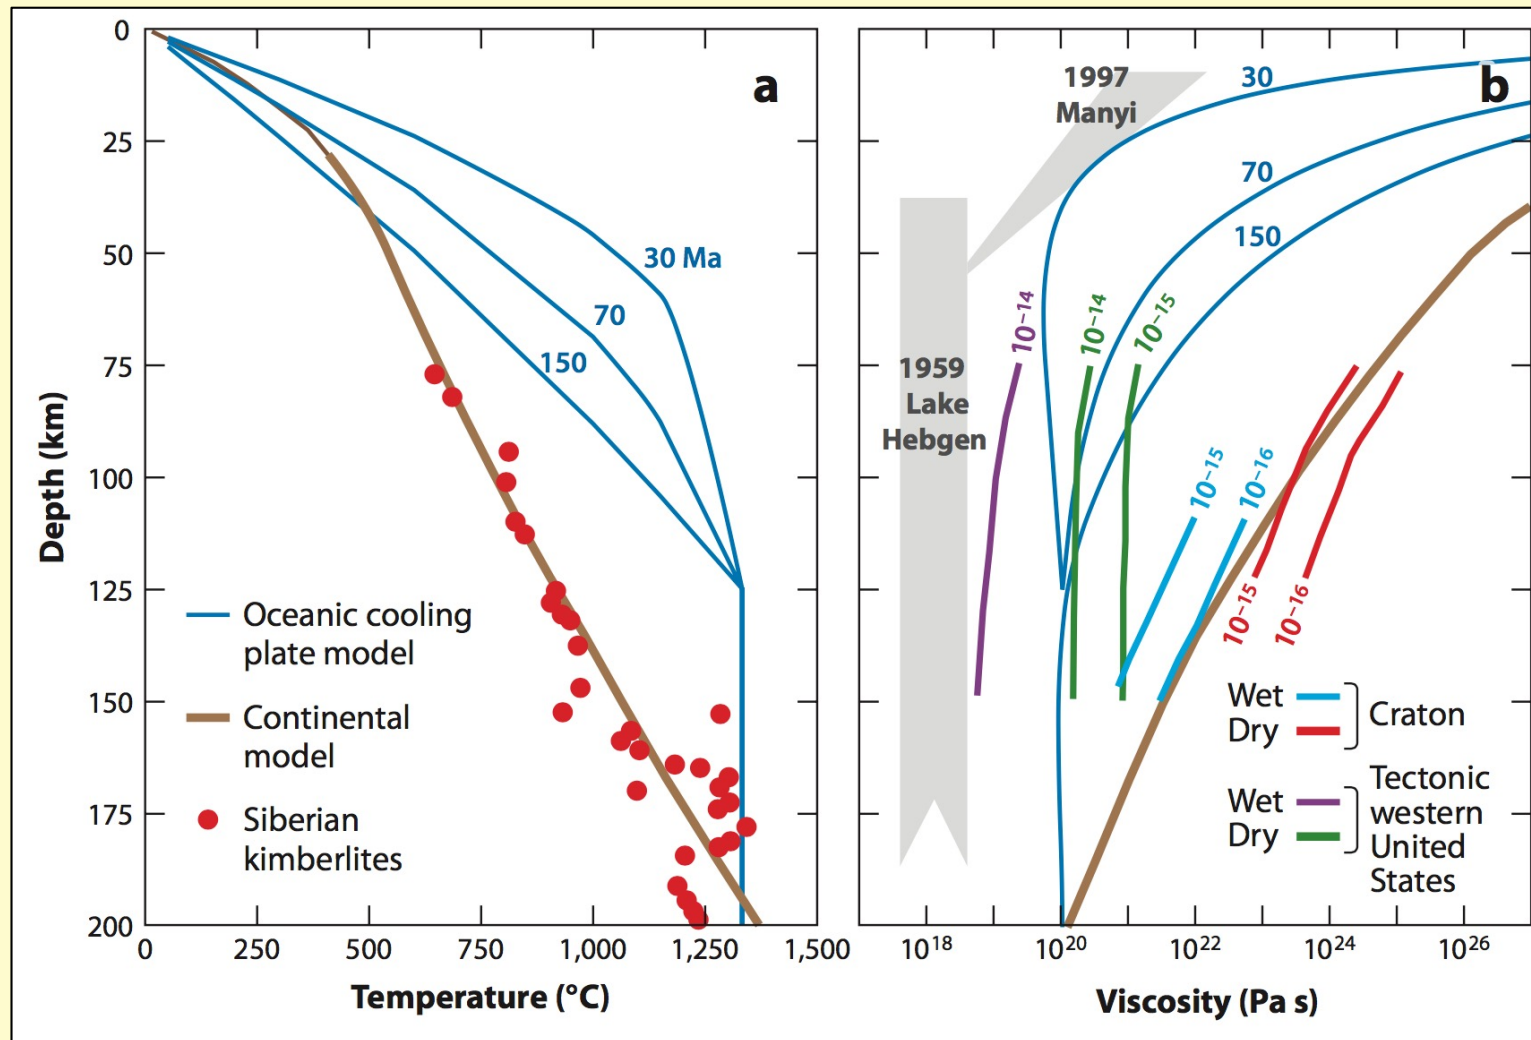 0
25
50
75
100
125
150
175
200
Depth (km)
a
30 Ma
70
150
Oceanic cooling
plate model
Continental
model
Siberian
kimberlites
0
250
500
750
1,000
1,250
1,500
Temperature (°C)
b
1997
Manyi
30
70
150
1959
Lake
Hebgen
10⁻¹⁴
10⁻¹⁴
10⁻¹⁵
10⁻¹⁵
10⁻¹⁶
10⁻¹⁵
10⁻¹⁶
Wet
Dry
Craton
Wet
Dry
Tectonic
western
United
States
10¹⁸
10²⁰
10²²
10²⁴
10²⁶
Viscosity (Pa s)